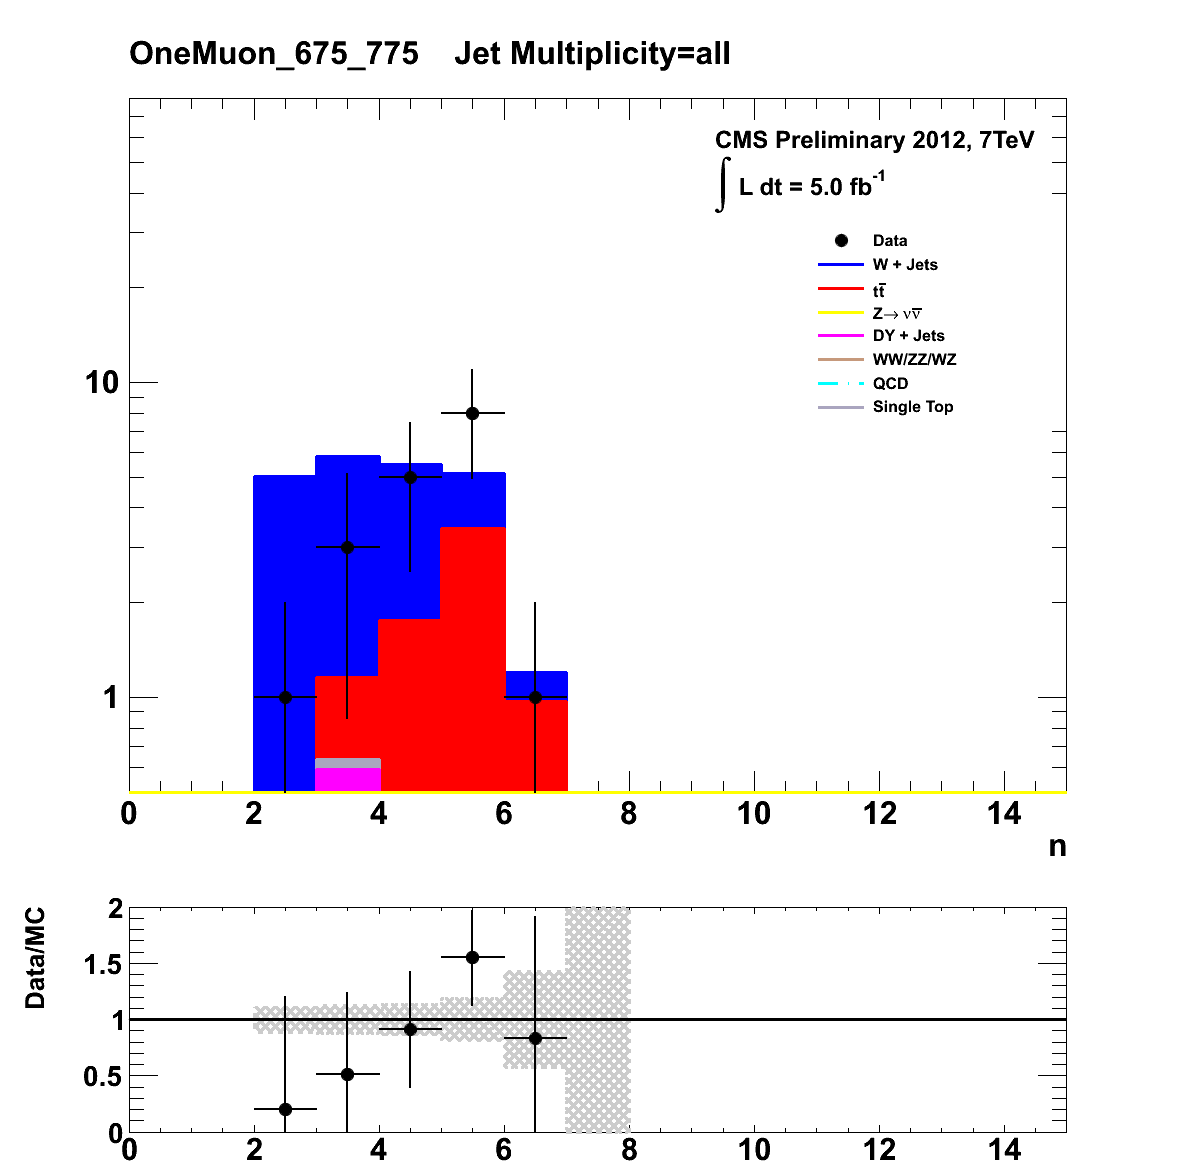 OneMuon_675_775 Jet Multiplicity=all
CMS Preliminary 2012, 7TeV
∫ L dt = 5.0 fb⁻¹
Data
W + Jets
tt̅
Z→ νν̅
DY + Jets
WW/ZZ/WZ
QCD
Single Top
10
1
0 2 4 6 8 10 12 14
n
Data/MC
2
1.5
1
0.5
0
0 2 4 6 8 10 12 14